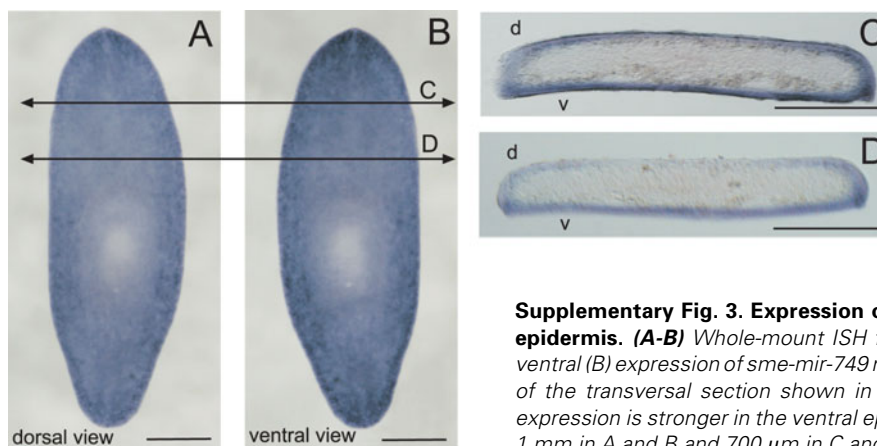 A
B
C
D
dorsal view
ventral view
d
C
v
d
D
v
Supplementary Fig. 3. Expression
epidermis. (A-B) Whole-mount ISH
ventral (B) expression of sme-mir-749
of the transversal section shown in
expression is stronger in the ventral
1 mm in A and B and 700 µm in C and